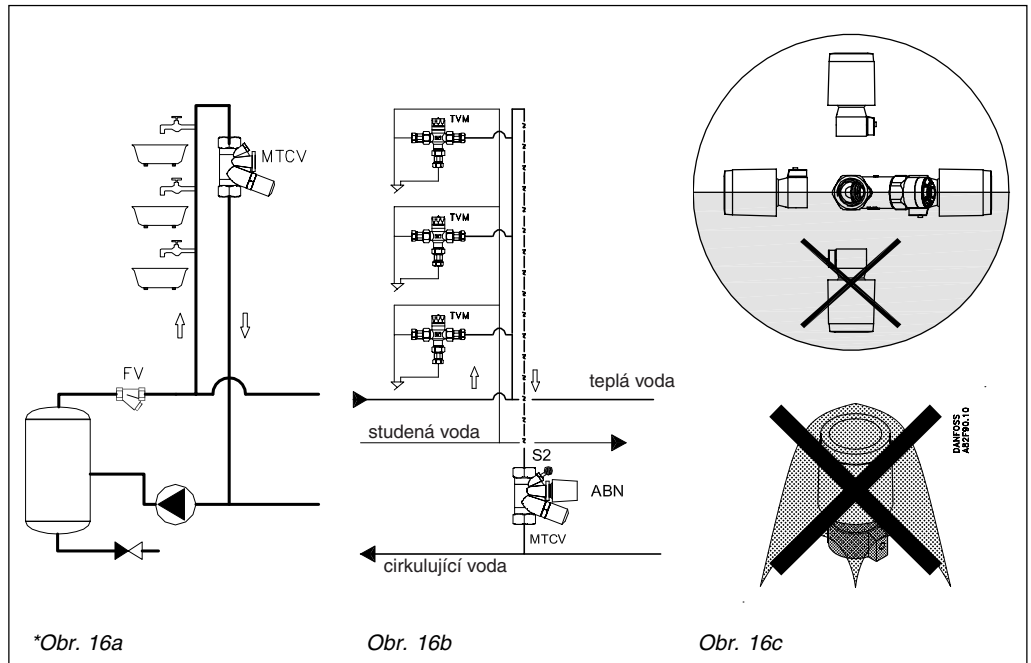 MTCV
FV
*Obr. 16a
TVM
TVM
TVM
teplá voda
studená voda
S2
ABN
MTCV
cirkulující voda
Obr. 16b
DANFOSS
A82F90.10
Obr. 16c